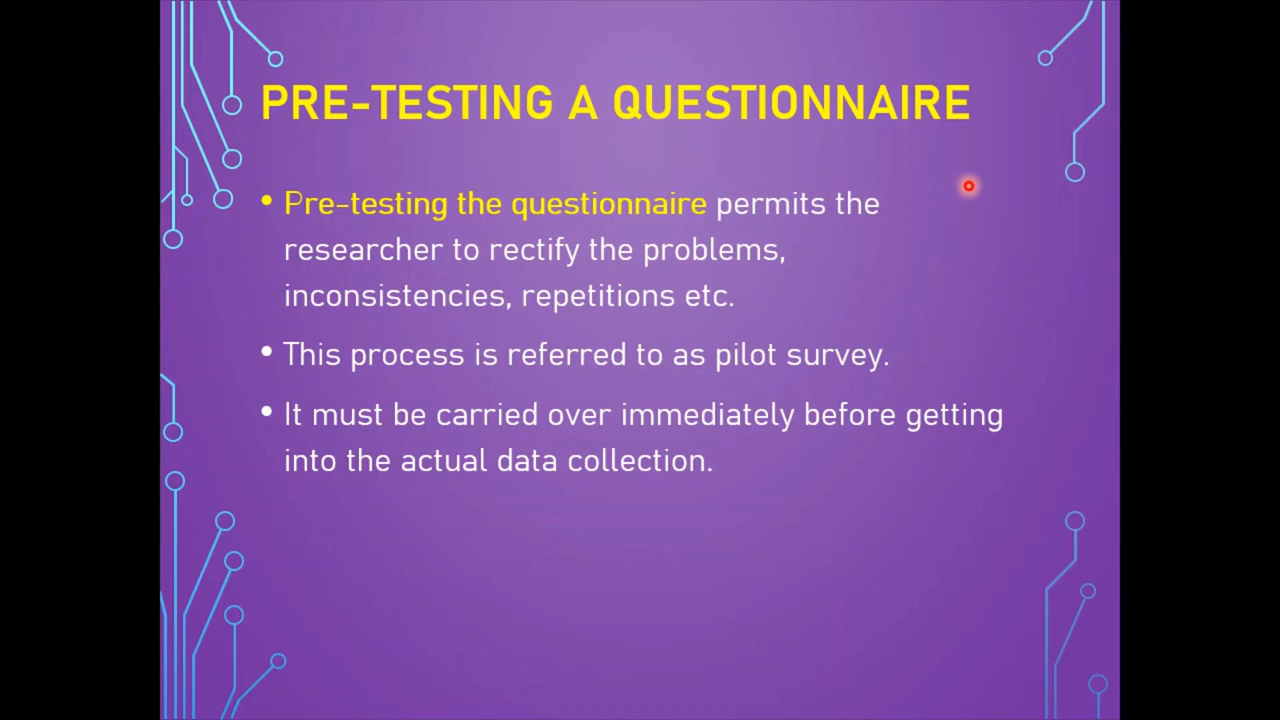 PRE-TESTING A QUESTIONNAIRE
• Pre-testing the questionnaire permits the
researcher to rectify the problems,
inconsistencies, repetitions etc.
• This process is referred to as pilot survey.
• It must be carried over immediately before getting
into the actual data collection.